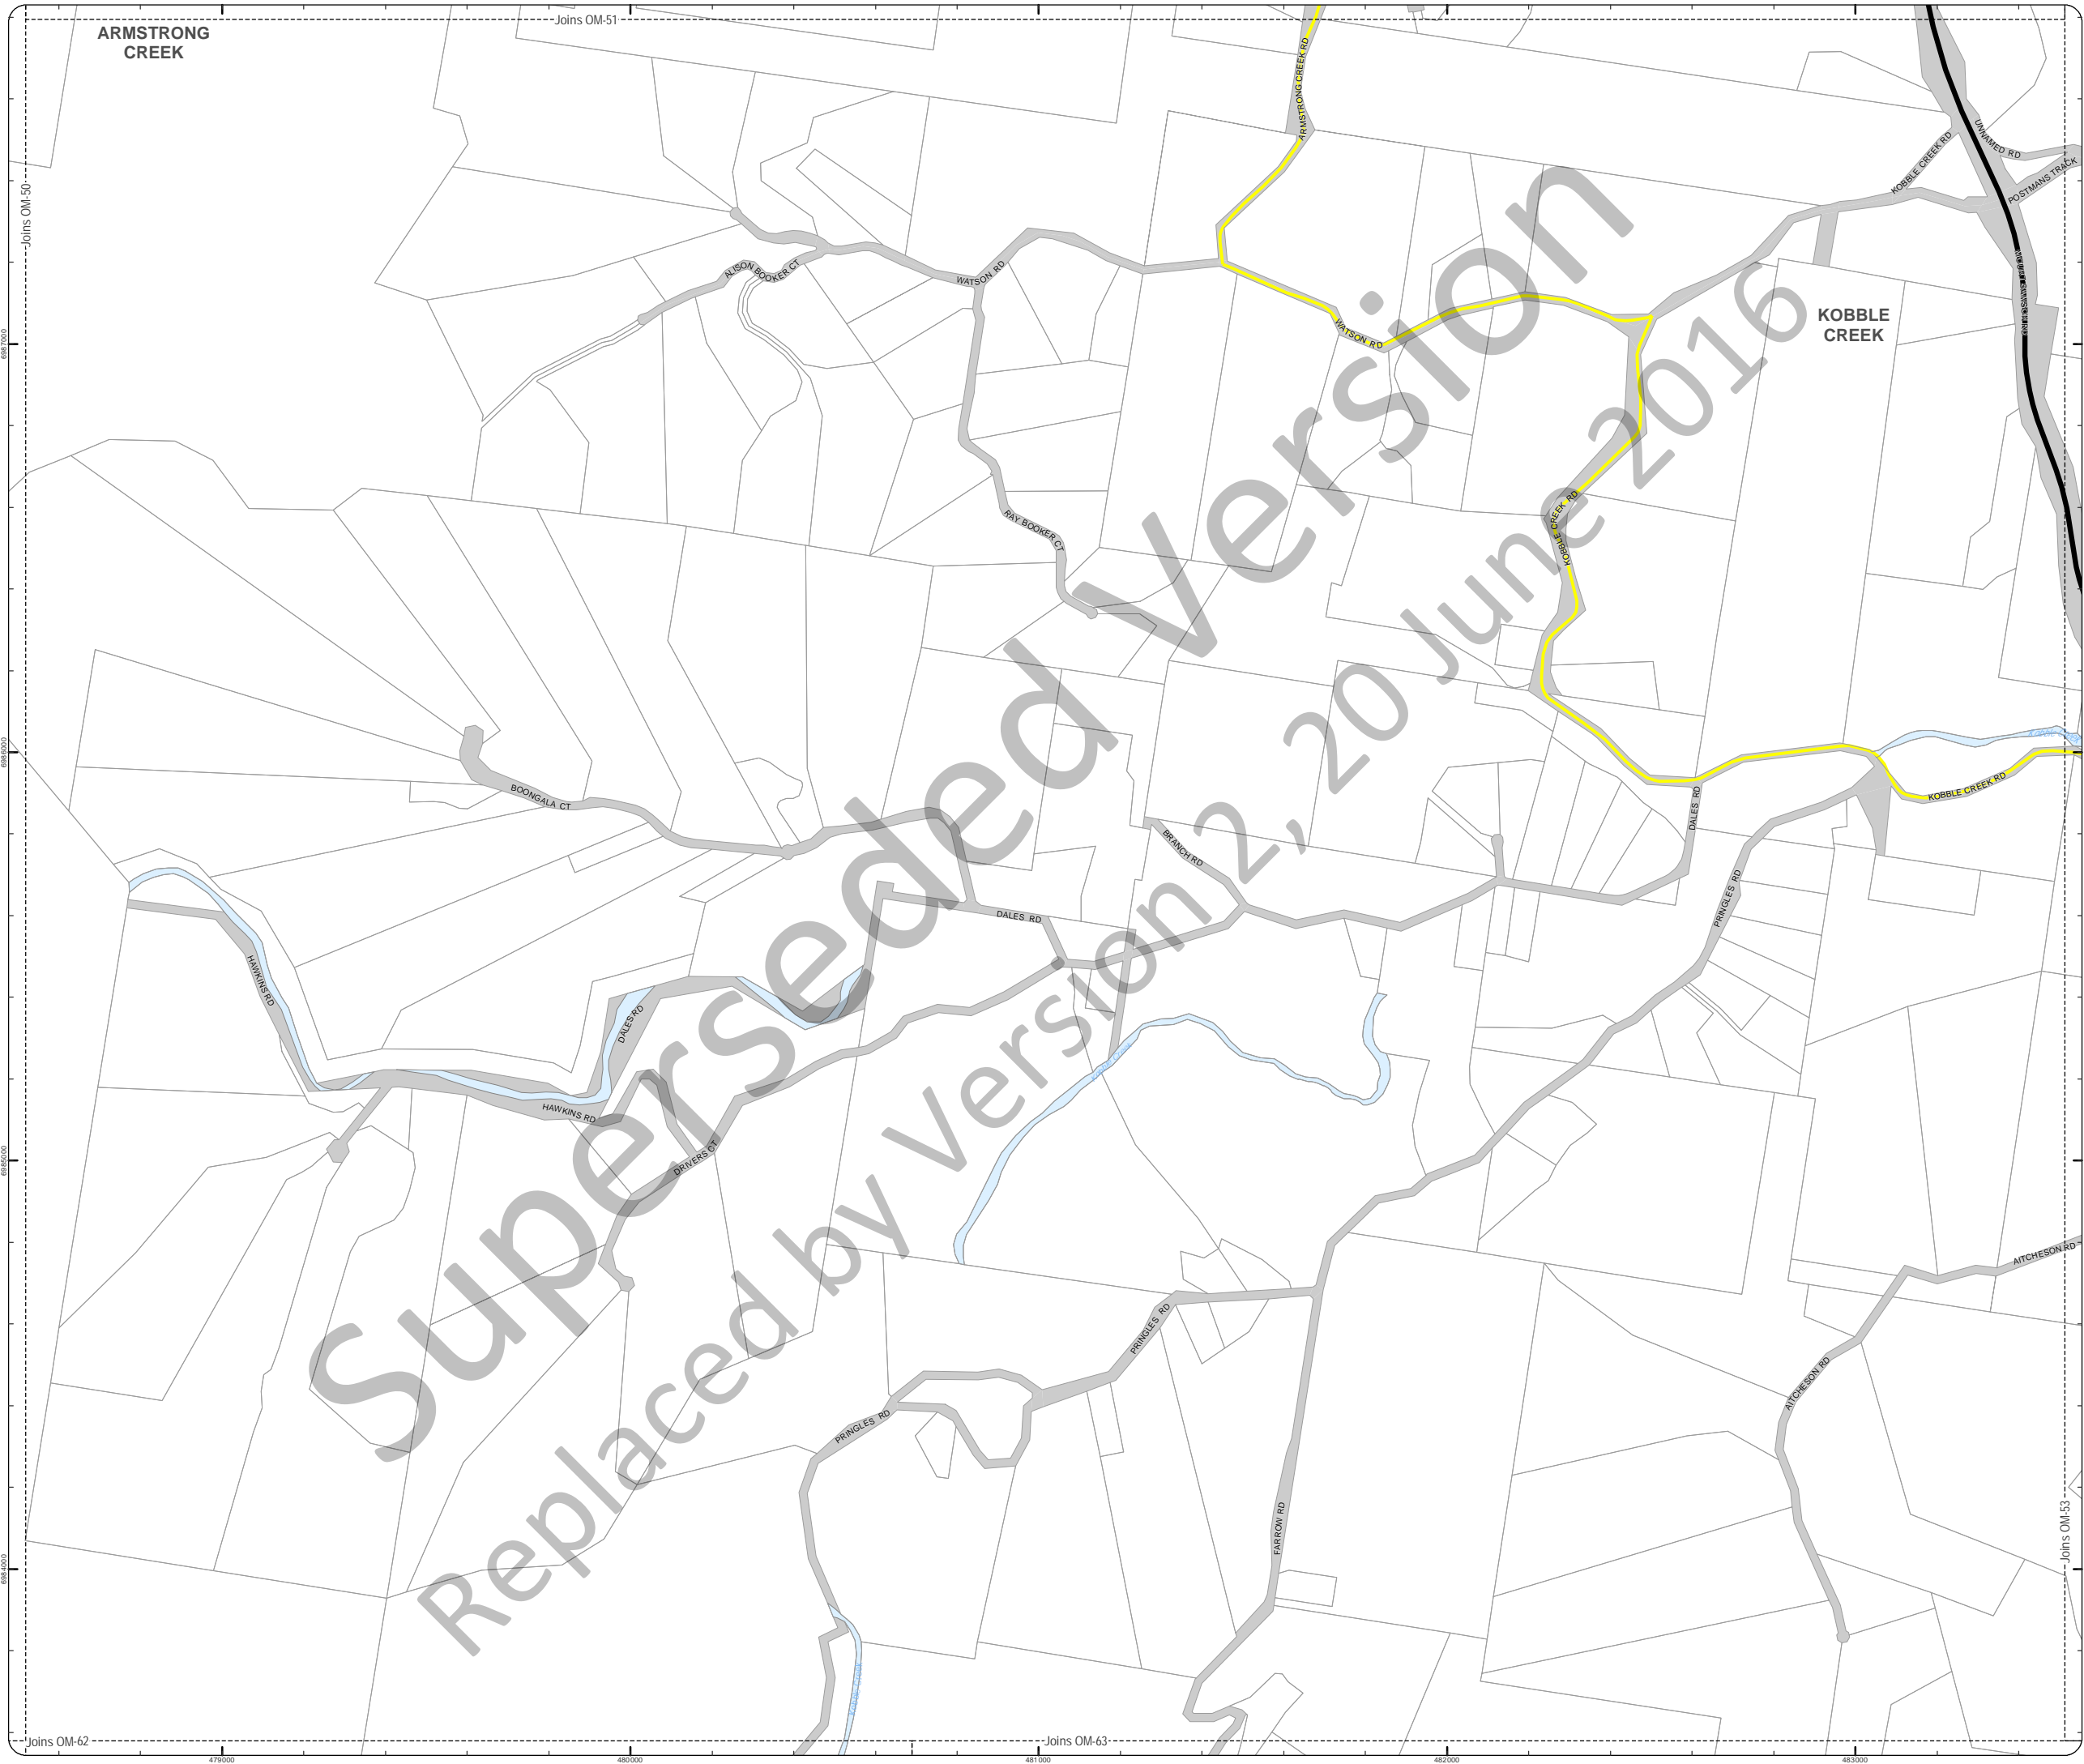 Joins OM-51
ARMSTRONG
CREEK
ARMSTRONG CREEK RD
UNNAMED RD
KOBBLE CREEK RD
POSTMANS TRACK
Joins OM-50
ALISON BOOKER CT
WATSON RD
WATSON RD
KOBBLE
CREEK
6987000
KOBBLE CREEK RD
RAY BOOKER CT
Superseded Version
Replaced by Version 2, 20 June 2016
6986000
BOONGALA CT
KOBBLE CREEK RD
DALES RD
BRANCH RD
PRINGLES RD
DALES RD
HAWKINS RD
DALES RD
HAWKINS RD
DRIVERS CT
6985000
AITCHESON RD
PRINGLES RD
AITCHESON RD
PRINGLES RD
FARROW RD
Joins OM-53
6984000
Joins OM-62
Joins OM-63
479000
480000
481000
482000
483000